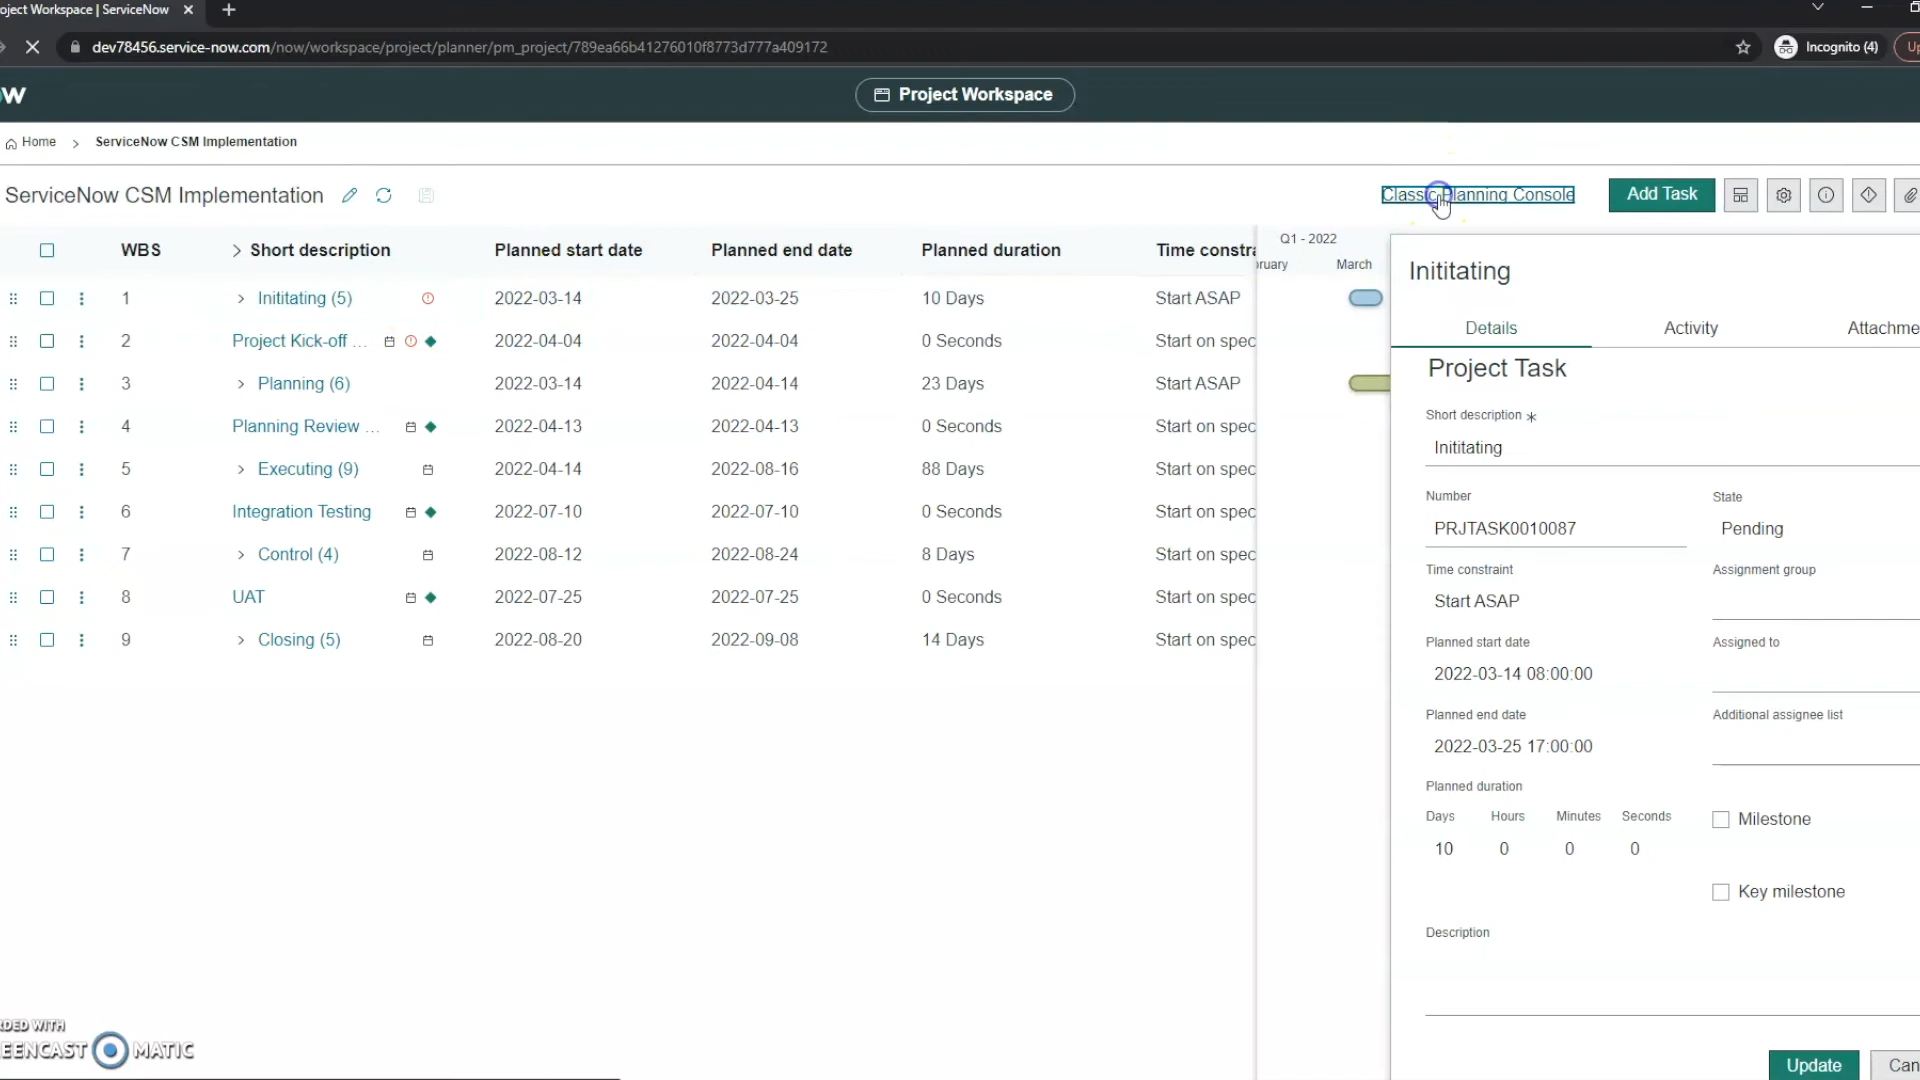 oject Workspace | ServiceNow
dev78456.service-now.com/now/workspace/project/planner/pm_project/789ea66b41276010f8773d777a409172
Incognito (4)
Up
ow
Project Workspace
Home > ServiceNow CSM Implementation
ServiceNow CSM Implementation
Classic Planning Console
Add Task
WBS Short description Planned start date Planned end date Planned duration Time constra
Q1 - 2022
ruary March
1 Inititating (5) 2022-03-14 2022-03-25 10 Days Start ASAP
2 Project Kick-off ... 2022-04-04 2022-04-04 0 Seconds Start on spec
3 Planning (6) 2022-03-14 2022-04-14 23 Days Start ASAP
4 Planning Review ... 2022-04-13 2022-04-13 0 Seconds Start on spec
5 Executing (9) 2022-04-14 2022-08-16 88 Days Start on spec
6 Integration Testing 2022-07-10 2022-07-10 0 Seconds Start on spec
7 Control (4) 2022-08-12 2022-08-24 8 Days Start on spec
8 UAT 2022-07-25 2022-07-25 0 Seconds Start on spec
9 Closing (5) 2022-08-20 2022-09-08 14 Days Start on spec
Inititating
Details Activity Attachme
Project Task
Short description *
Inititating
Number State
PRJTASK0010087 Pending
Time constraint Assignment group
Start ASAP
Planned start date Assigned to
2022-03-14 08:00:00
Planned end date Additional assignee list
2022-03-25 17:00:00
Planned duration
Days Hours Minutes Seconds
Milestone
10 0 0 0
Key milestone
Description
Update Can
RDED WITH
EENCAST MATIC